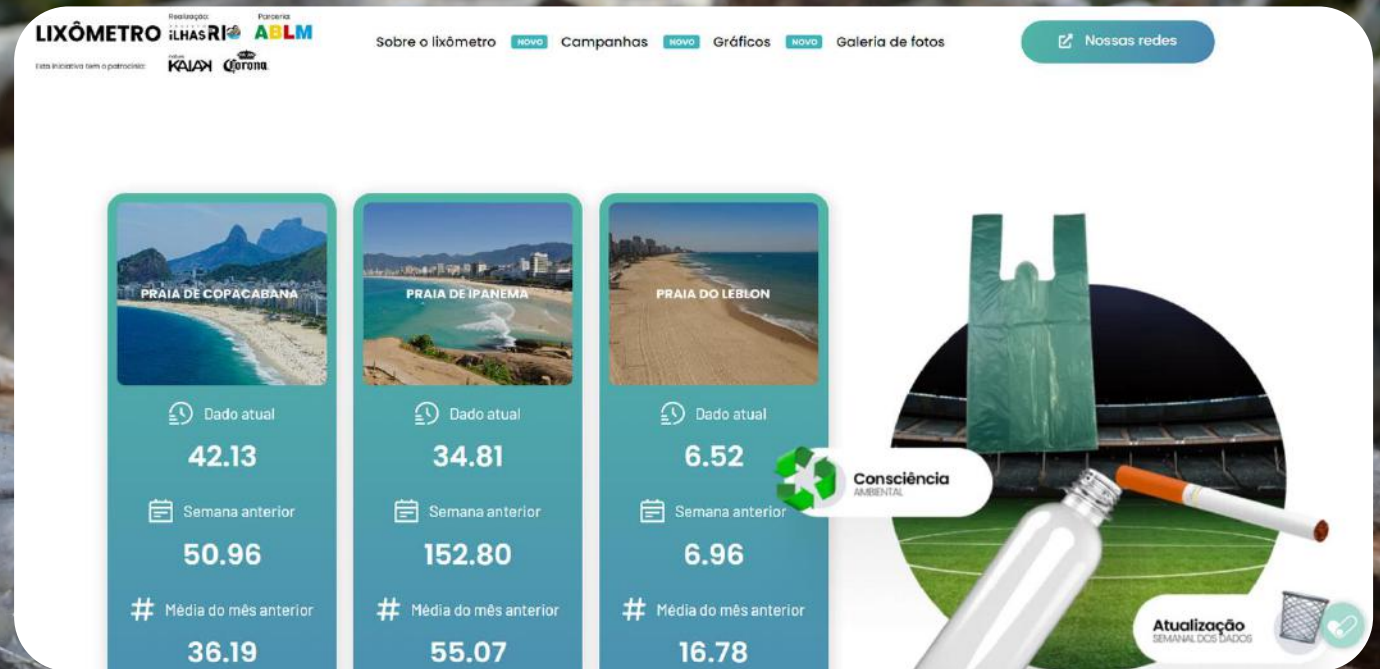 LIXÔMETRO
Realização:
ILHAS RIO
Parceria
ABLM
Esta iniciativa tem o patrocínio:
KAIAK
Corona
Sobre o lixômetro
NOVO Campanhas
NOVO Gráficos
NOVO Galeria de fotos
Nossas redes
PRAIA DE COPACABANA
Dado atual
42.13
Semana anterior
50.96
Média do mês anterior
36.19
PRAIA DE IPANEMA
Dado atual
34.81
Semana anterior
152.80
Média do mês anterior
55.07
PRAIA DO LEBLON
Dado atual
6.52
Semana anterior
6.96
Média do mês anterior
16.78
Consciência
AMBIENTAL
Atualização
SEMANAL DOS DADOS